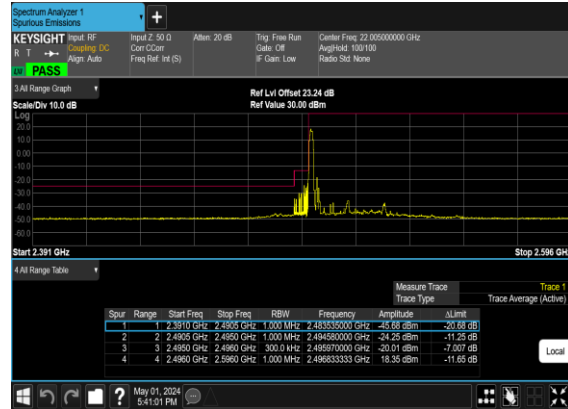 Spectrum Analyzer 1
Spurious Emissions
KEYSIGHT Input: RF
R T Coupling: DC
Align: Auto
LW PASS
Input Z: 50 Ω
Corr CCorr
Freq Ref: Int (S)
Atten: 20 dB
Trig: Free Run
Gate: Off
IF Gain: Low
Center Freq: 22.005000000 GHz
Avg|Hold: 100/100
Radio Std: None
3 All Range Graph
Scale/Div 10.0 dB
Ref Lvl Offset 23.24 dB
Ref Value 30.00 dBm
Log
20.0
10.0
0.00
-10.0
-20.0
-30.0
-40.0
-50.0
-60.0
Start 2.391 GHz
Stop 2.596 GHz
4 All Range Table
Measure Trace Trace 1
Trace Type Trace Average (Active)
Spur Range Start Freq Stop Freq RBW Frequency Amplitude ΔLimit
1 1 2.3910 GHz 2.4905 GHz 1.000 MHz 2.483535000 GHz -45.68 dBm -20.68 dB
2 2 2.4905 GHz 2.4950 GHz 1.000 MHz 2.494580000 GHz -24.25 dBm -11.25 dB
3 3 2.4950 GHz 2.4960 GHz 300.0 kHz 2.495970000 GHz -20.01 dBm -7.007 dB
4 4 2.4960 GHz 2.5960 GHz 1.000 MHz 2.496833333 GHz 18.35 dBm -11.65 dB
Local
May 01, 2024
5:41:01 PM